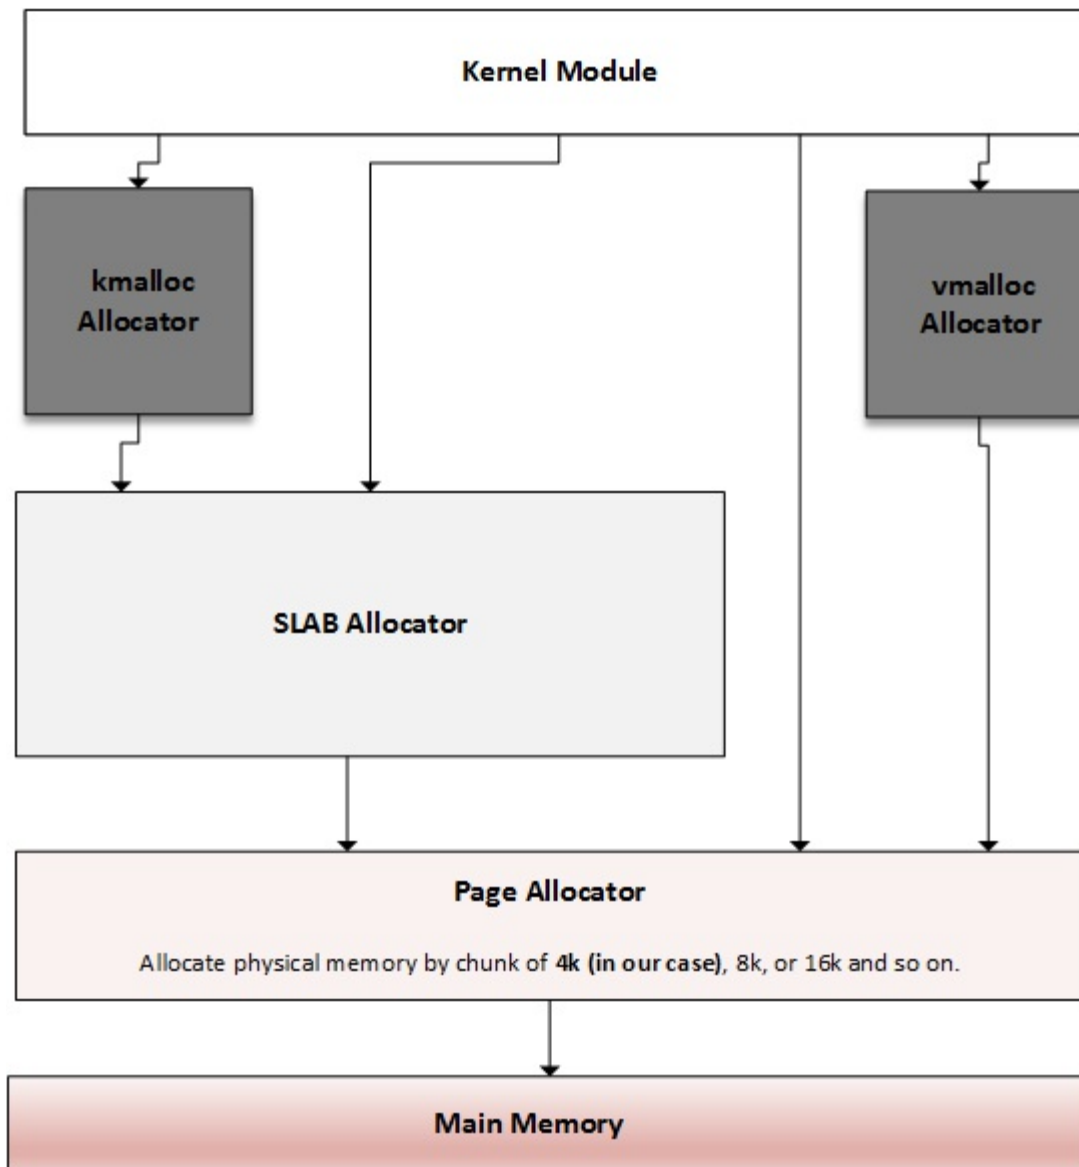 Kernel Module
kmalloc
Allocator
vmalloc
Allocator
SLAB Allocator
Page Allocator
Allocate physical memory by chunk of 4k (in our case), 8k, or 16k and so on.
Main Memory